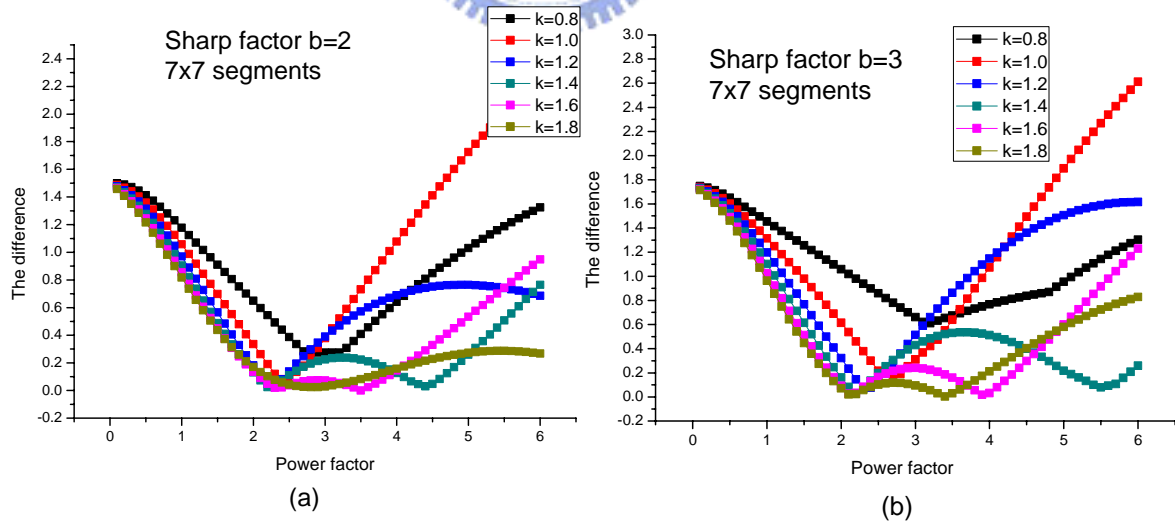 Sharp factor b=2
7x7 segments
k=0.8
k=1.0
k=1.2
k=1.4
k=1.6
k=1.8
2.4
2.2
2.0
1.8
1.6
1.4
1.2
1.0
0.8
0.6
0.4
0.2
0.0
-0.2
The difference
0 1 2 3 4 5 6
Power factor
(a)
Sharp factor b=3
7x7 segments
k=0.8
k=1.0
k=1.2
k=1.4
k=1.6
k=1.8
3.0
2.8
2.6
2.4
2.2
2.0
1.8
1.6
1.4
1.2
1.0
0.8
0.6
0.4
0.2
0.0
-0.2
The difference
0 1 2 3 4 5 6
Power factor
(b)